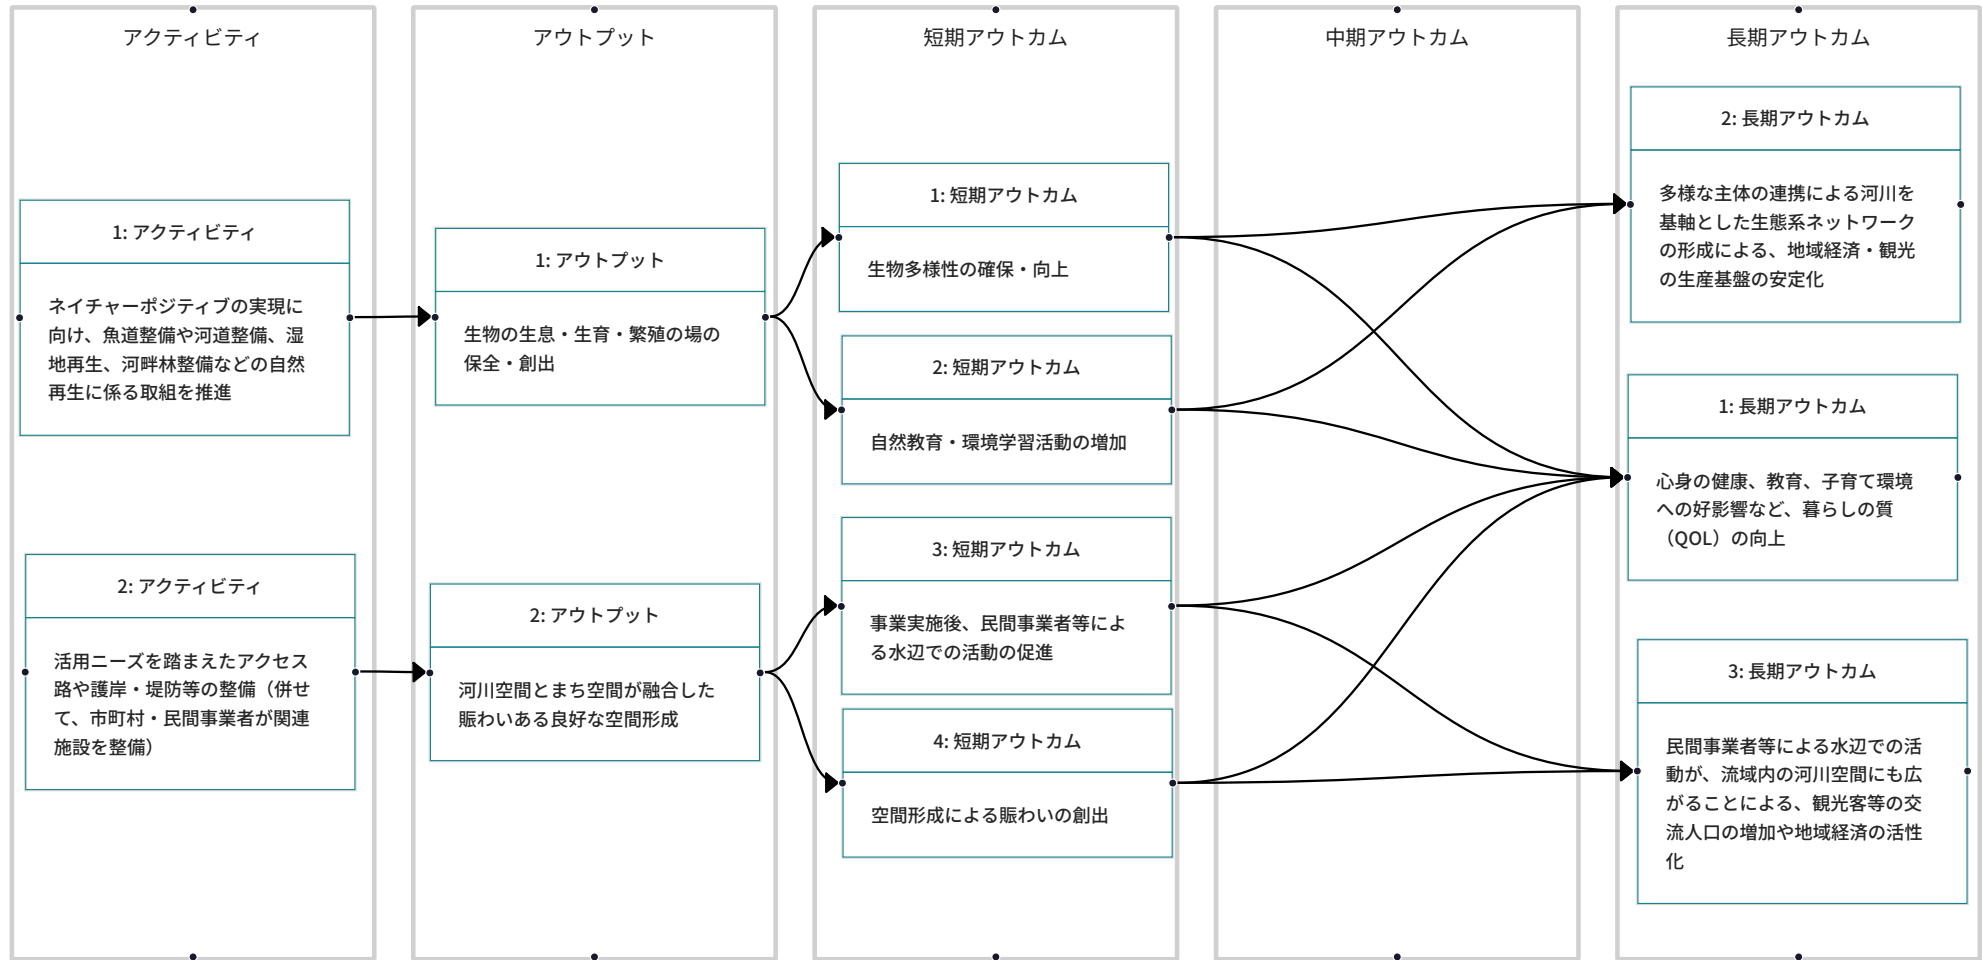 アクティビティ
1: アクティビティ
ネイチャーポジティブの実現に
向け、魚道整備や河道整備、湿
地再生、河畔林整備などの自然
再生に係る取組を推進
2: アクティビティ
活用ニーズを踏まえたアクセス
路や護岸・堤防等の整備（併せ
て、市町村・民間事業者が関連
施設を整備）
アウトプット
1: アウトプット
生物の生息・生育・繁殖の場の
保全・創出
2: アウトプット
河川空間とまち空間が融合した
賑わいある良好な空間形成
短期アウトカム
1: 短期アウトカム
生物多様性の確保・向上
2: 短期アウトカム
自然教育・環境学習活動の増加
3: 短期アウトカム
事業実施後、民間事業者等によ
る水辺での活動の促進
4: 短期アウトカム
空間形成による賑わいの創出
中期アウトカム
長期アウトカム
2: 長期アウトカム
多様な主体の連携による河川を
基軸とした生態系ネットワーク
の形成による、地域経済・観光
の生産基盤の安定化
1: 長期アウトカム
心身の健康、教育、子育て環境
への好影響など、暮らしの質
（QOL）の向上
3: 長期アウトカム
民間事業者等による水辺での活
動が、流域内の河川空間にも広
がることによる、観光客等の交
流人口の増加や地域経済の活性
化